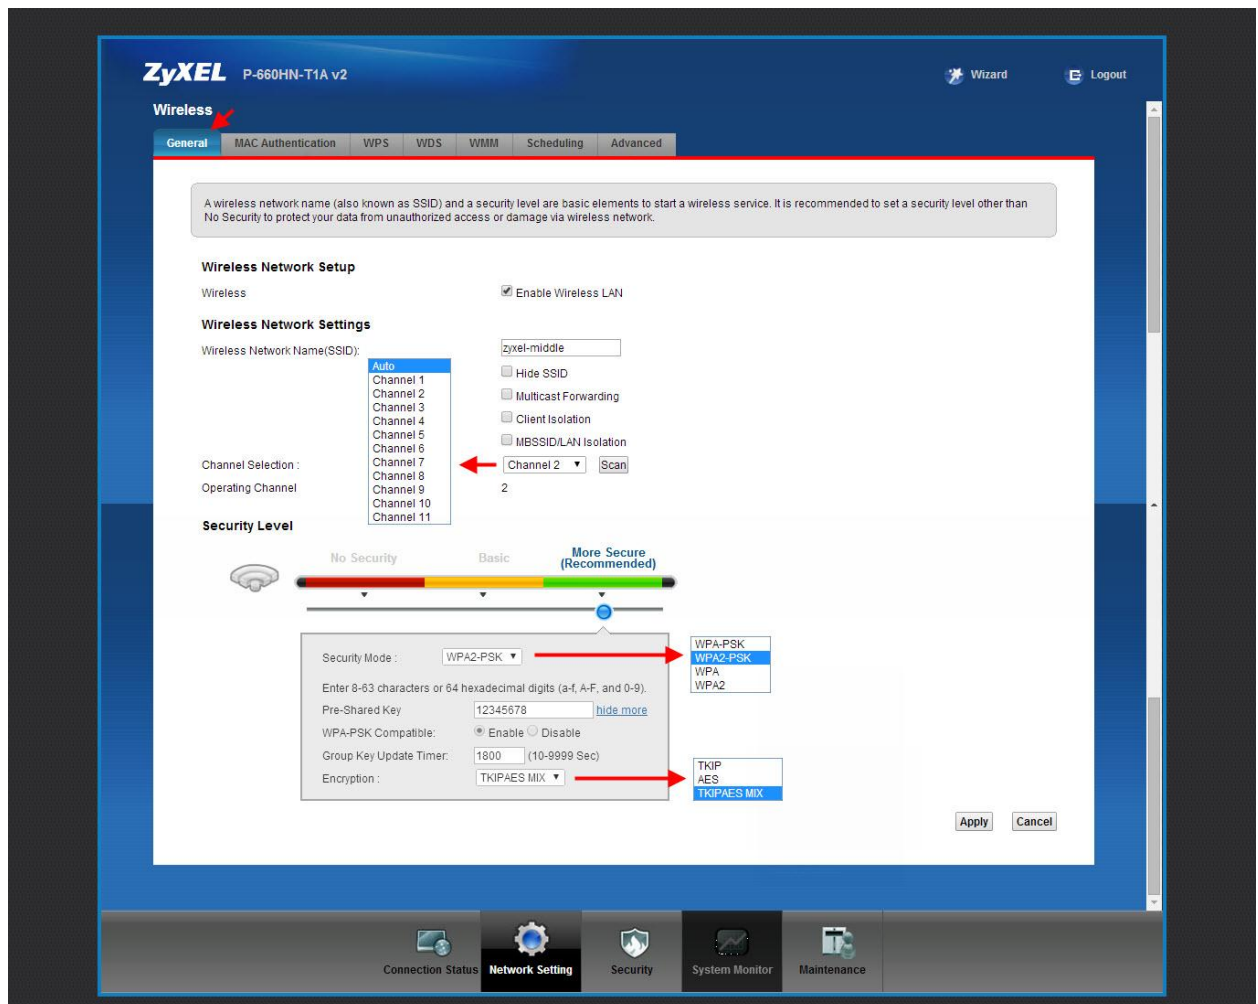 ZyXEL P-660HN-T1A v2
Wizard Logout
Wireless
General MAC Authentication WPS WDS WMM Scheduling Advanced
A wireless network name (also known as SSID) and a security level are basic elements to start a wireless service. It is recommended to set a security level other than
No Security to protect your data from unauthorized access or damage via wireless network.
Wireless Network Setup
Wireless Enable Wireless LAN
Wireless Network Settings
Wireless Network Name(SSID): zyxel-middle
Hide SSID
Multicast Forwarding
Client Isolation
MBSSID/LAN Isolation
Auto
Channel 1
Channel 2
Channel 3
Channel 4
Channel 5
Channel 6
Channel 7
Channel 8
Channel 9
Channel 10
Channel 11
Channel Selection : Channel 2 Scan
Operating Channel 2
Security Level
No Security Basic More Secure
(Recommended)
Security Mode : WPA2-PSK
WPA-PSK
WPA2-PSK
WPA
WPA2
Enter 8-63 characters or 64 hexadecimal digits (a-f, A-F, and 0-9).
Pre-Shared Key 12345678 hide more
WPA-PSK Compatible: Enable Disable
Group Key Update Timer: 1800 (10-9999 Sec)
Encryption : TKIPAES MIX
TKIP
AES
TKIPAES MIX
Apply Cancel
Connection Status Network Setting Security System Monitor Maintenance